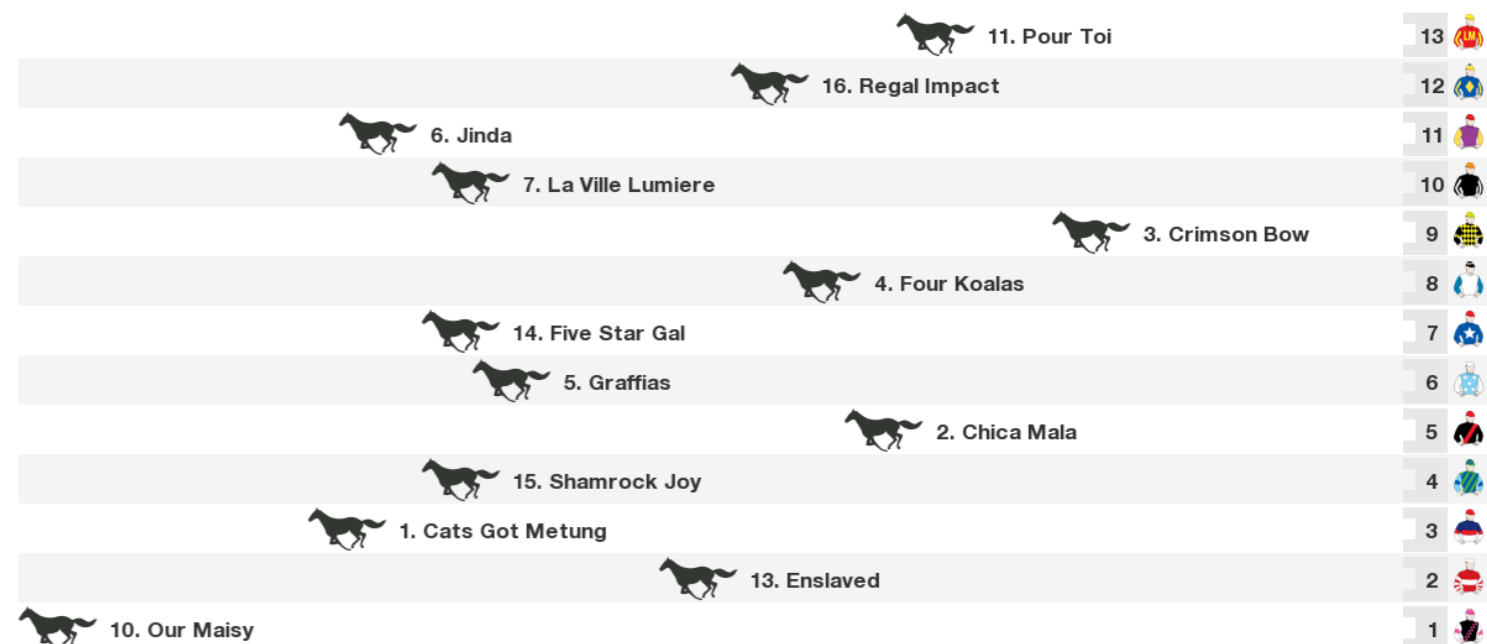 11. Pour Toi 13
16. Regal Impact 12
6. Jinda 11
7. La Ville Lumiere 10
3. Crimson Bow 9
4. Four Koalas 8
14. Five Star Gal 7
5. Graffias 6
2. Chica Mala 5
15. Shamrock Joy 4
1. Cats Got Metung 3
13. Enslaved 2
10. Our Maisy 1